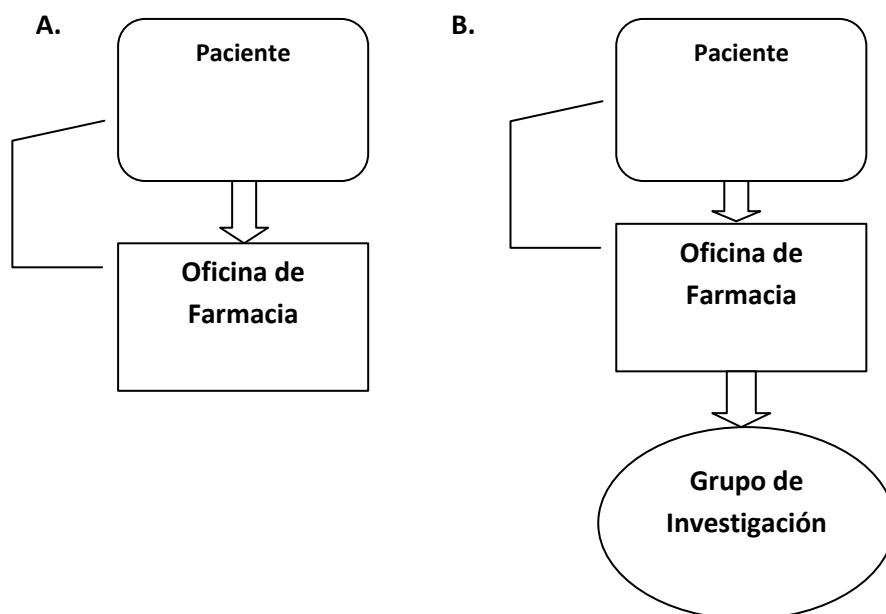 A.
Paciente
Oficina de
Farmacia
B.
Paciente
Oficina de
Farmacia
Grupo de
Investigación